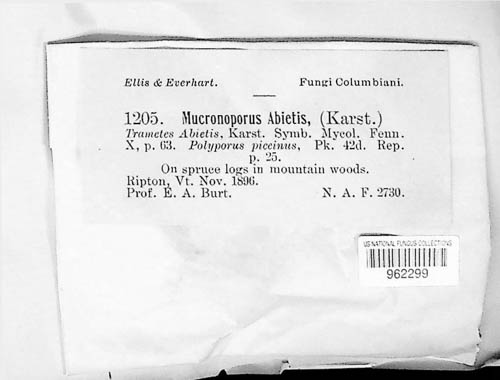 Ellis & Everhart. Fungi Columbiani.
1205. Mucronoporus Abietis, (Karst.)
Trametes Abietis, Karst. Symb. Mycol. Fenn.
X, p. 63. Polyporus piceinus, Pk. 42d. Rep.
p. 25.
On spruce logs in mountain woods.
Ripton, Vt. Nov. 1896.
Prof. E. A. Burt. N. A. F. 2730.
US NATIONAL FUNGUS COLLECTIONS
962299